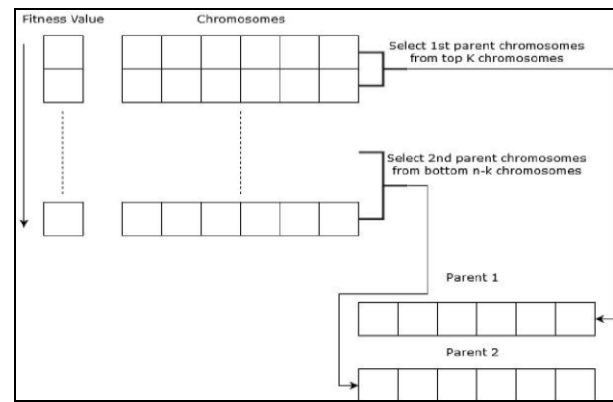 Fitness Value
Chromosomes
Select 1st parent chromosomes
from top K chromosomes
Select 2nd parent chromosomes
from bottom n-k chromosomes
Parent 1
Parent 2